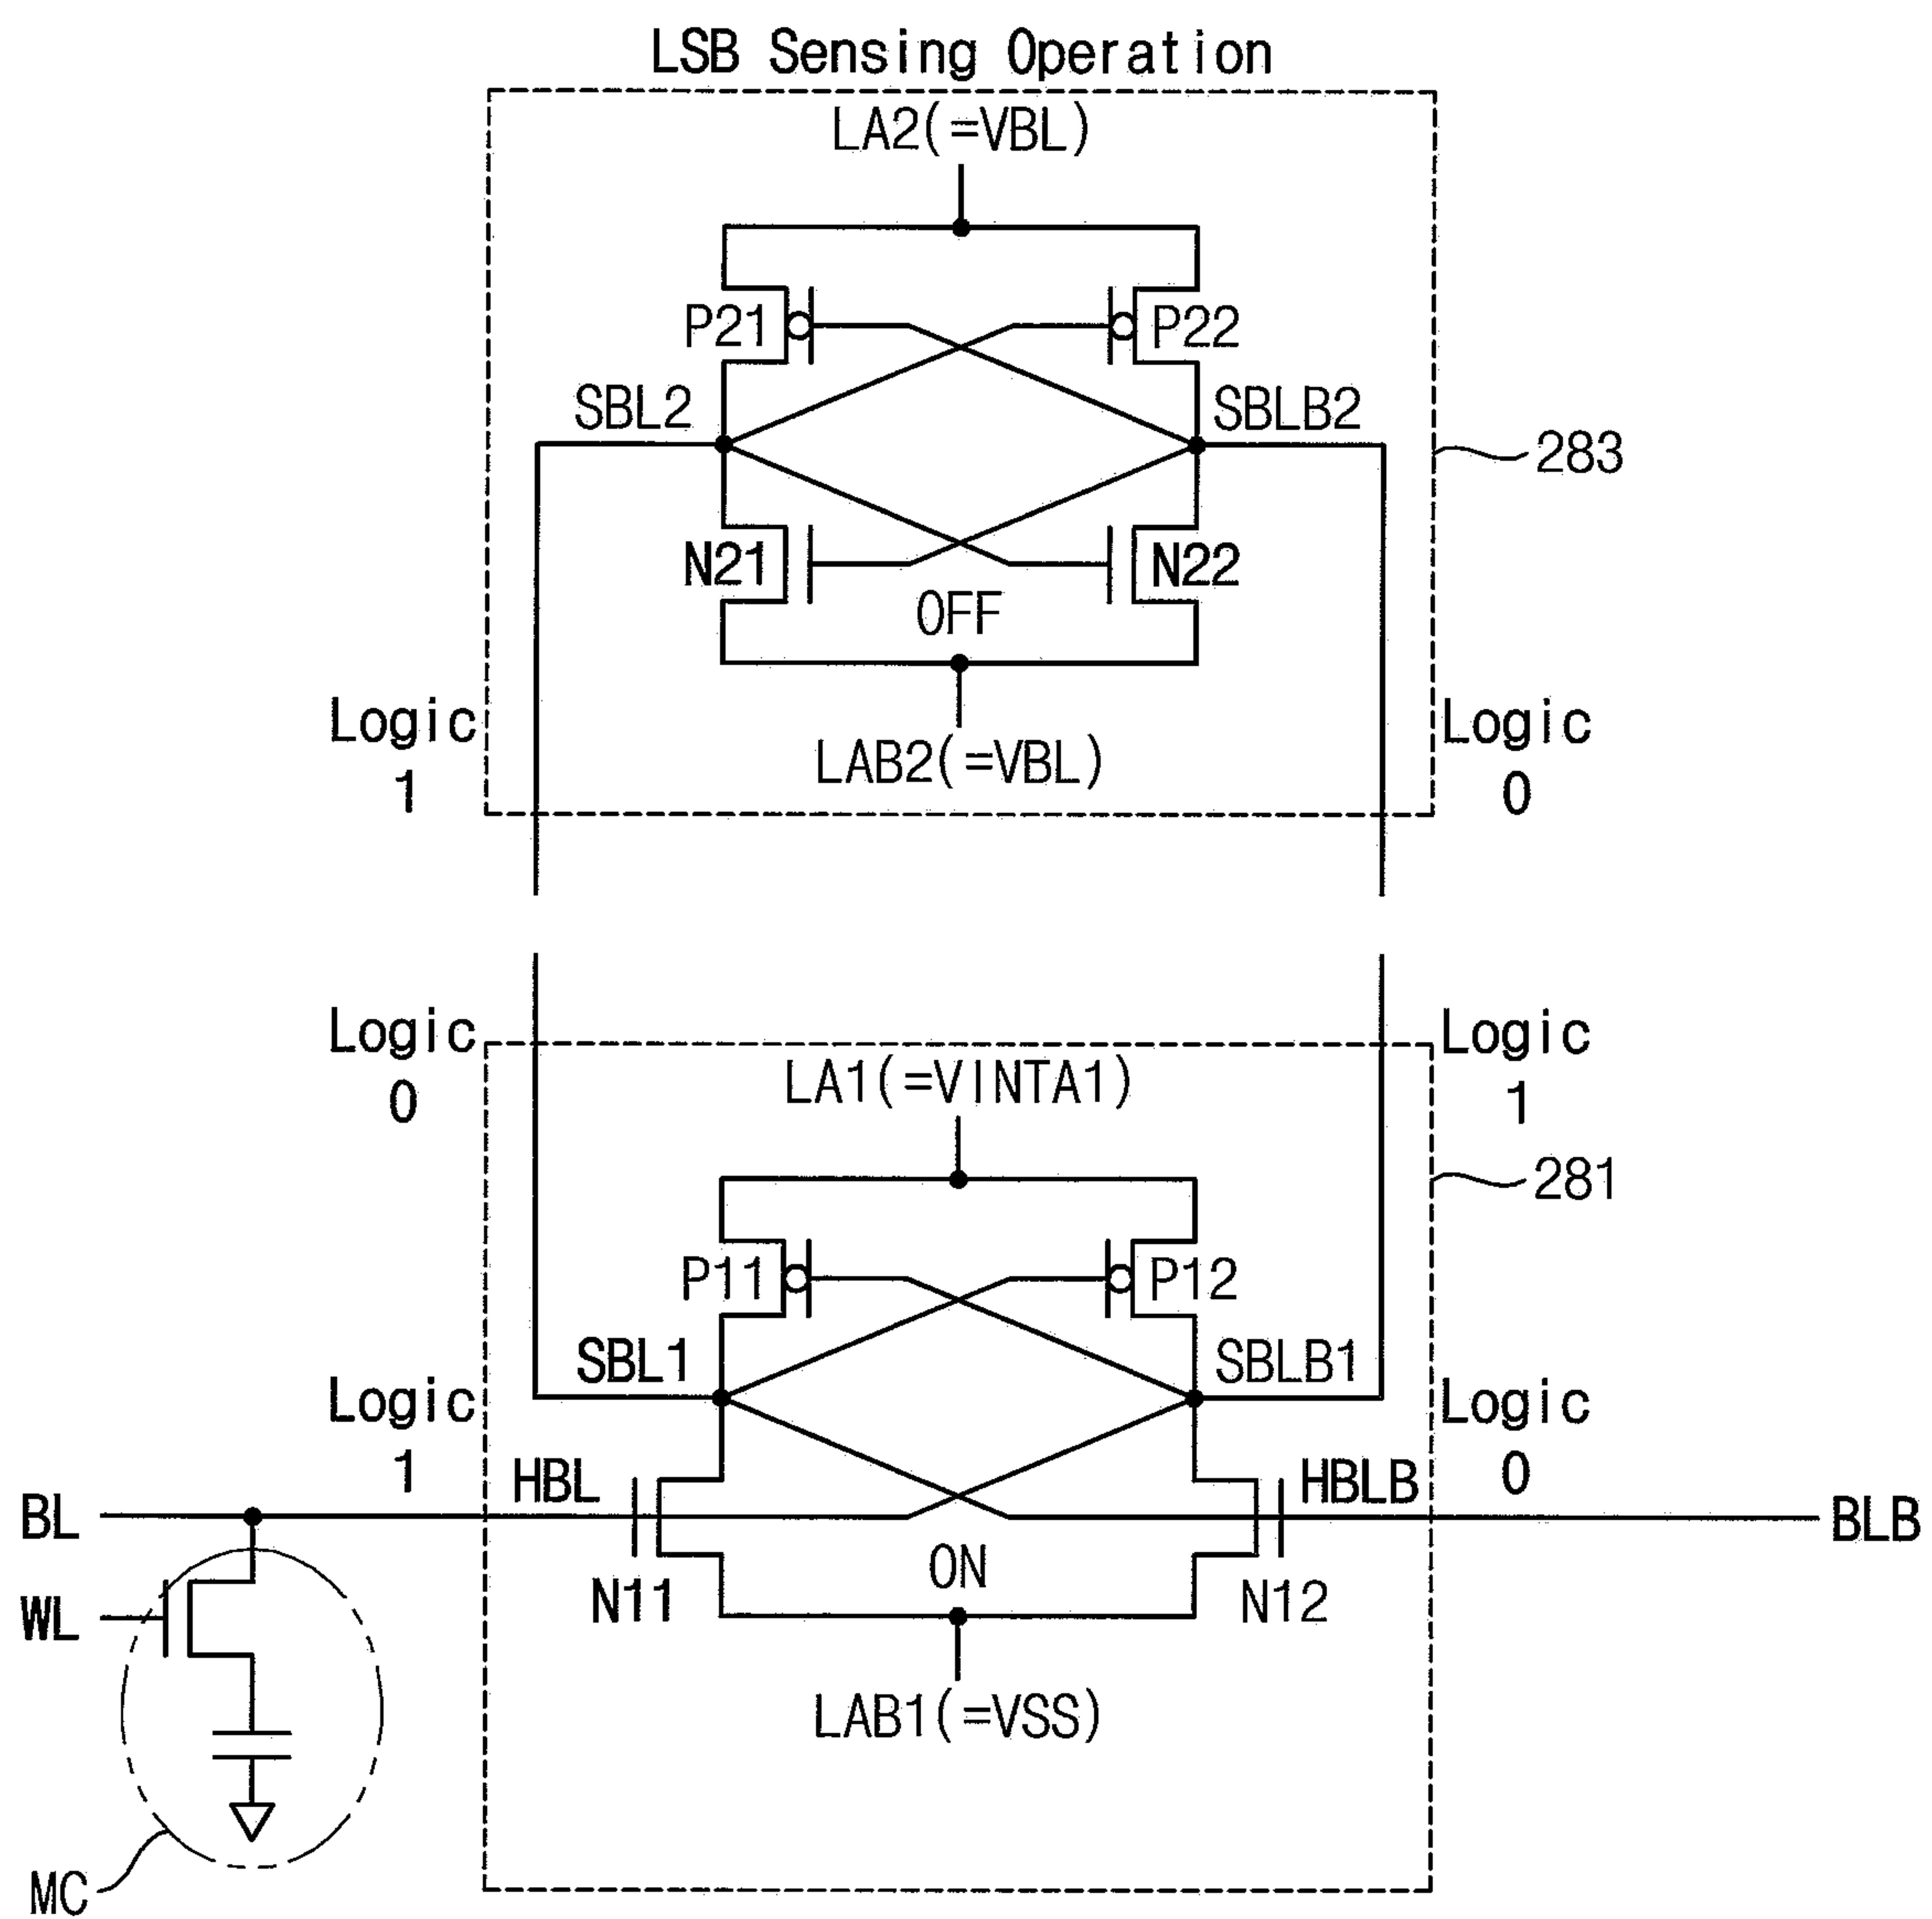 LSB Sensing Operation
LA2(=VBL)
P21
P22
SBL2
SBLB2
283
N21
N22
OFF
Logic
1
Logic
0
LAB2(=VBL)
Logic
0
Logic
1
LA1(=VINTA1)
281
P11
P12
SBL1
SBLB1
Logic
1
Logic
0
HBL
HBLB
BL
BLB
ON
WL
N11
N12
LAB1(=VSS)
MC